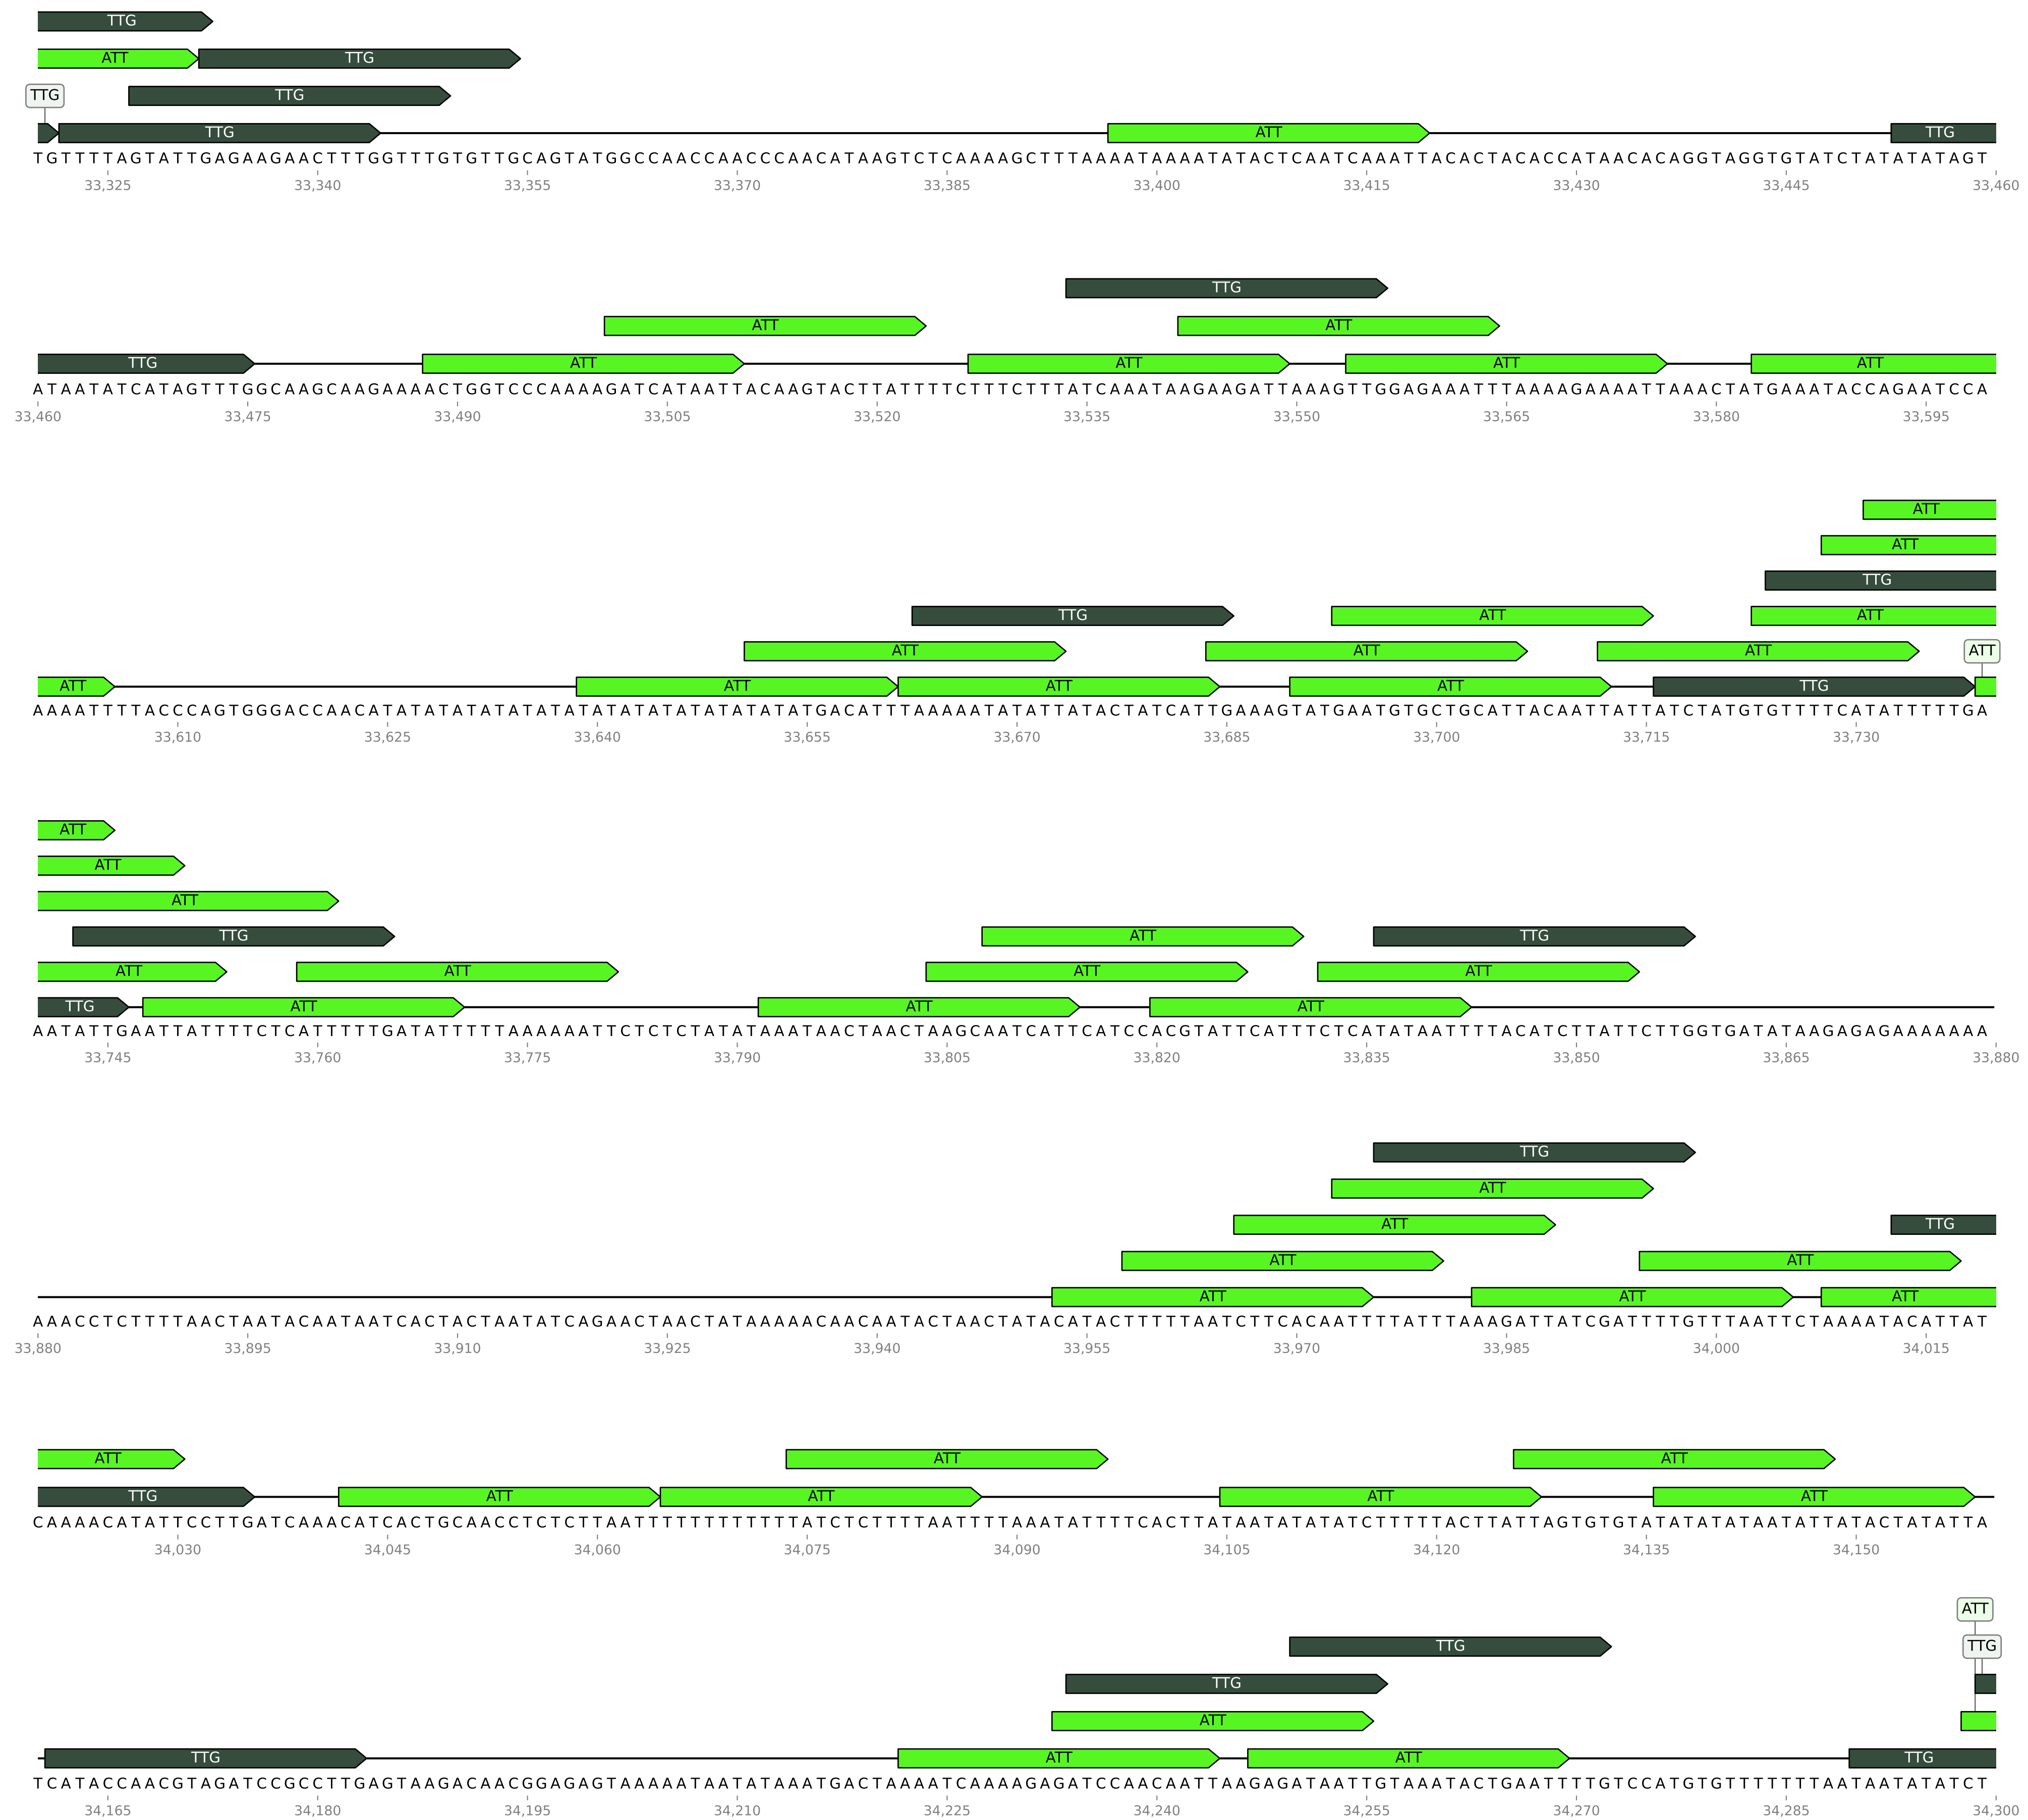 TTG
ATT TTG
TTG TTG
TTG ATT TTG
TGTTTTAGTATTGAGAAGAACTTTGGTTTGTGTTGCAGTATGGCCAACCAACCCAACATAAGTCTCAAAAGCTTTAAAATAAAATATACTCAATCAAATTACACTACACCATAACACAGGTAGGTGTATCTATATATAGT
33,325 33,340 33,355 33,370 33,385 33,400 33,415 33,430 33,445 33,460
TTG
ATT ATT
TTG ATT ATT ATT ATT
ATAATATCATAGTTTGGCAAGCAAGAAAACTGGTCCCAAAAGATCATAATTACAAGTACTTATTTTCTTTCTTTATCAAATAAGAAGATTAAAGTTGGAGAAATTTAAAAGAAAATTAAACTATGAAATACCAGAATCCA
33,460 33,475 33,490 33,505 33,520 33,535 33,550 33,565 33,580 33,595
ATT
ATT
TTG
TTG ATT ATT
ATT ATT ATT ATT
ATT ATT ATT ATT TTG
AAAATTTTACCCAGTGGGACCAACATATATATATATATATATATATATATATATATGACATTTAAAAATATATTATACTATCATTGAAAGTATGAATGTGCTGCATTACAATTATTATCTATGTGTTTTCATATTTTTGA
33,610 33,625 33,640 33,655 33,670 33,685 33,700 33,715 33,730
ATT
ATT
ATT
TTG ATT TTG
ATT ATT ATT ATT
TTG ATT ATT ATT
AATATTGAATTATTTTCTCATTTTTGATATTTTTAAAAAATTCTCTCTATATAAATAACTAACTAAGCAATCATTCATCCACGTATTCATTTCTCATATAATTTTACATCTTATTCTTGGTGATATAAGAGAGAAAAAAA
33,745 33,760 33,775 33,790 33,805 33,820 33,835 33,850 33,865 33,880
TTG
ATT
ATT TTG
ATT ATT
ATT ATT ATT
AAACCTCTTTTAACTAATACAATAATCACTACTAATATCAGAACTAACTATAAAAACAACAATACTAACTATACATACTTTTTAATCTTCACAATTTTATTTAAAGATTATCGATTTTGTTTAATTCTAAAATACATTAT
33,880 33,895 33,910 33,925 33,940 33,955 33,970 33,985 34,000 34,015
ATT ATT ATT
TTG ATT ATT ATT ATT
CAAAACATATTCCTTGATCAAACATCACTGCAACCTCTCTTAATTTTTTTTTTTTATCTCTTTTAATTTTAAATATTTTCACTTATAATATATATCTTTTTACTTATTAGTGTGTATATATATAATATTATACTATATTA
34,030 34,045 34,060 34,075 34,090 34,105 34,120 34,135 34,150
ATT
TTG TTG
TTG
ATT
TTG ATT ATT TTG
TCATACCAACGTAGATCCGCCTTGAGTAAGACAACGGAGAGTAAAAATAATATAAATGACTAAAATCAAAAGAGATCCAACAATTAAGAGATAATTGTAAATACTGAATTTTGTCCATGTGTTTTTTTAATAATATATCT
34,165 34,180 34,195 34,210 34,225 34,240 34,255 34,270 34,285 34,300